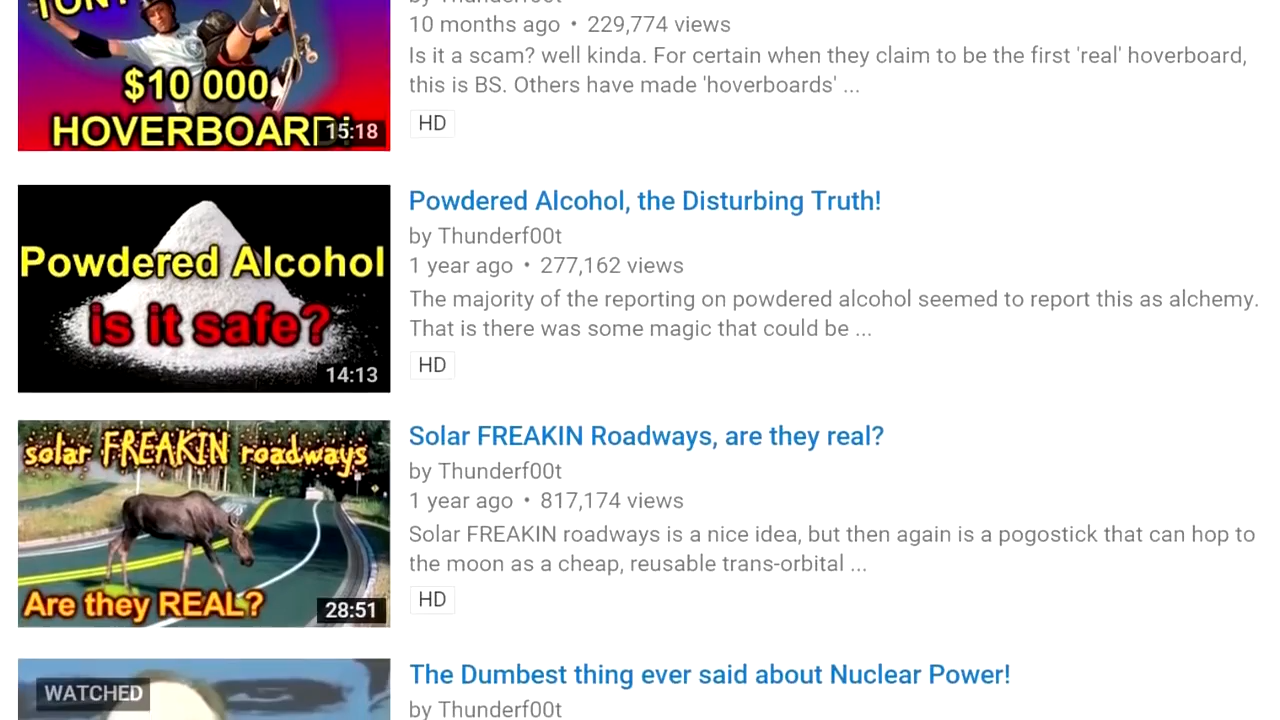 by Thunderf00t
10 months ago • 229,774 views
Is it a scam? well kinda. For certain when they claim to be the first 'real' hoverboard,
this is BS. Others have made 'hoverboards' ...
HD
TONY
$10 000
HOVERBOARD!
15:18
Powdered Alcohol
is it safe?
14:13
Powdered Alcohol, the Disturbing Truth!
by Thunderf00t
1 year ago • 277,162 views
The majority of the reporting on powdered alcohol seemed to report this as alchemy.
That is there was some magic that could be ...
HD
solar FREAKIN roadways
Are they REAL?
28:51
Solar FREAKIN Roadways, are they real?
by Thunderf00t
1 year ago • 817,174 views
Solar FREAKIN roadways is a nice idea, but then again is a pogostick that can hop to
the moon as a cheap, reusable trans-orbital ...
HD
WATCHED
The Dumbest thing ever said about Nuclear Power!
by Thunderf00t